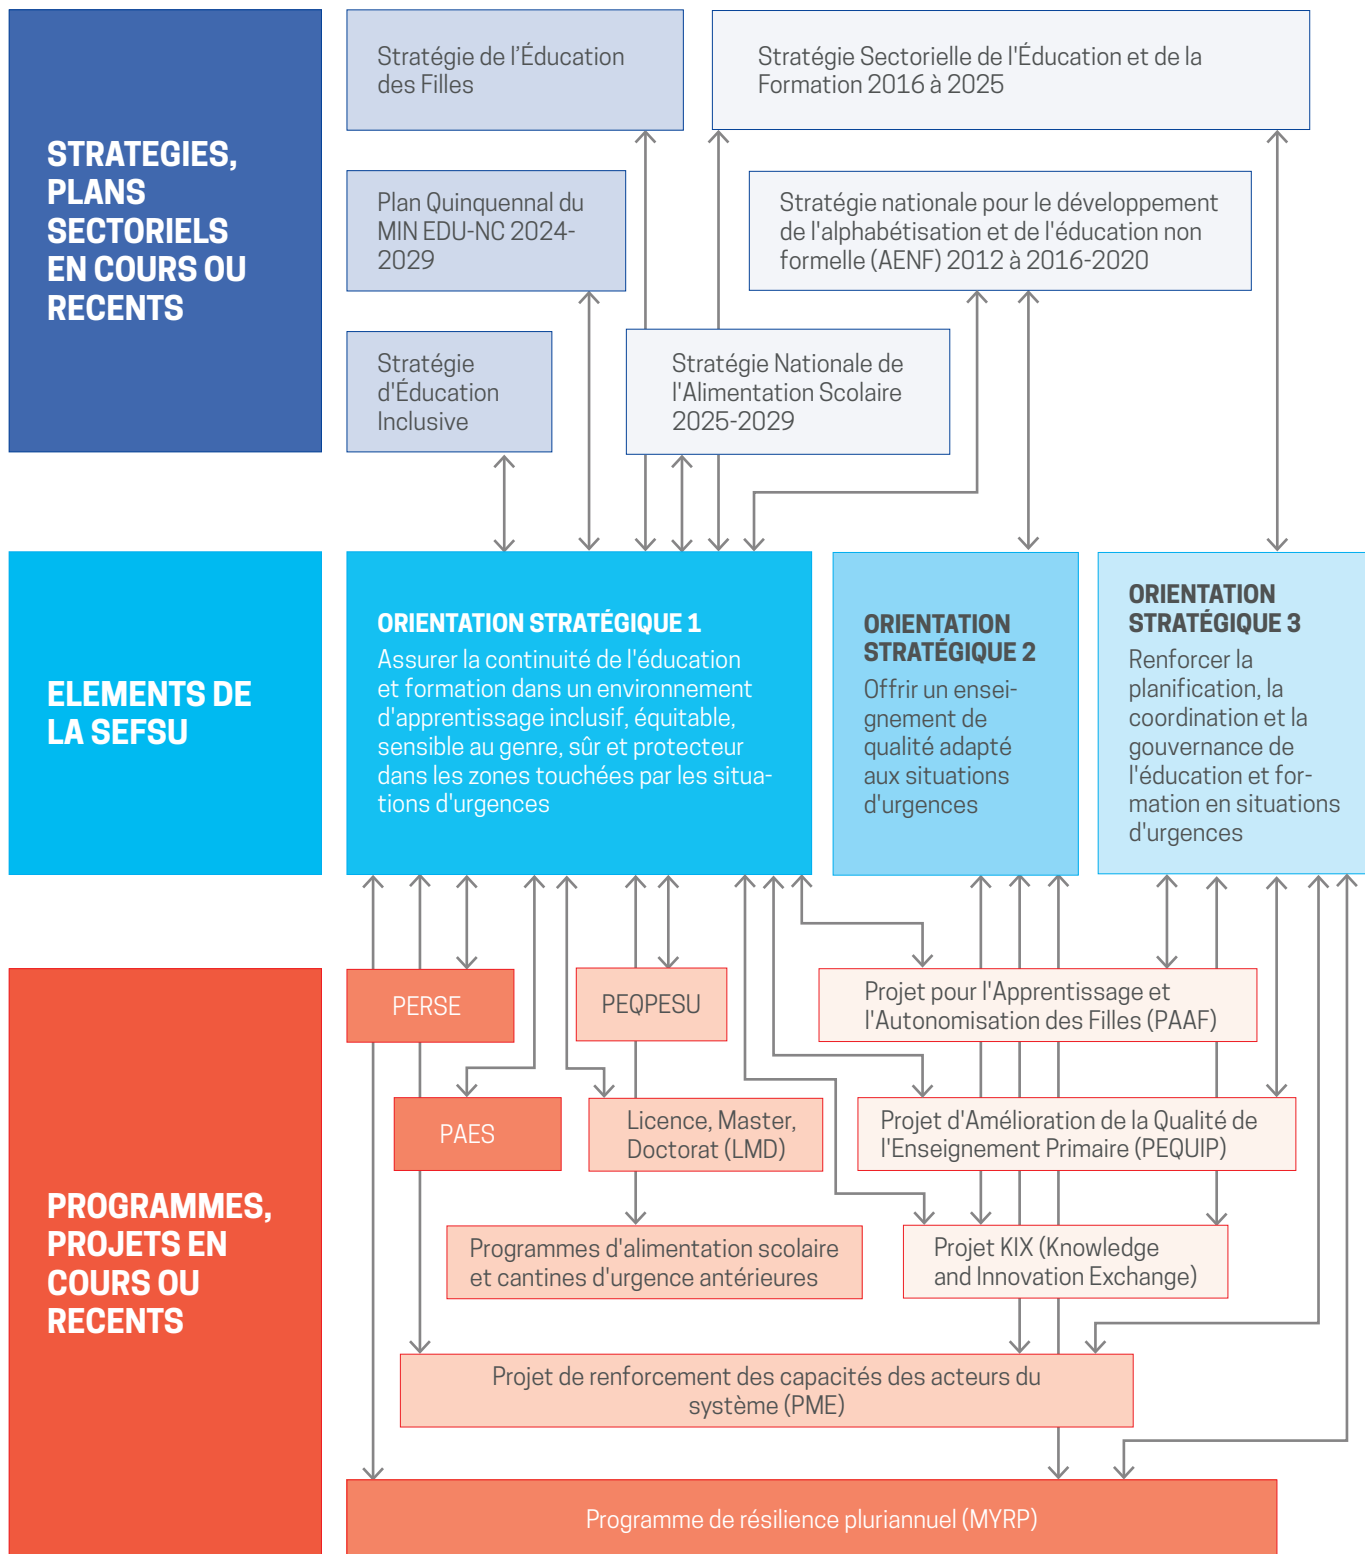 STRATEGIES,
PLANS
SECTORIELS
EN COURS OU
RECENTS
Stratégie de l’Éducation
des Filles
Stratégie Sectorielle de l'Éducation et de la
Formation 2016 à 2025
Plan Quinquennal du
MIN EDU-NC 2024-
2029
Stratégie nationale pour le développement
de l'alphabétisation et de l'éducation non
formelle (AENF) 2012 à 2016-2020
Stratégie
d'Éducation
Inclusive
Stratégie Nationale de
l'Alimentation Scolaire
2025-2029
ELEMENTS DE
LA SEFSU
ORIENTATION STRATÉGIQUE 1
Assurer la continuité de l'éducation
et formation dans un environnement
d'apprentissage inclusif, équitable,
sensible au genre, sûr et protecteur
dans les zones touchées par les situa-
tions d'urgences
ORIENTATION
STRATÉGIQUE 2
Offrir un ensei-
gnement de
qualité adapté
aux situations
d'urgences
ORIENTATION
STRATÉGIQUE 3
Renforcer la
planification, la
coordination et la
gouvernance de
l'éducation et for-
mation en situations
d'urgences
PROGRAMMES,
PROJETS EN
COURS OU
RECENTS
PERSE
PEQPESU
Projet pour l'Apprentissage et
l'Autonomisation des Filles (PAAF)
PAES
Licence, Master,
Doctorat (LMD)
Projet d'Amélioration de la Qualité de
l'Enseignement Primaire (PEQUIP)
Programmes d'alimentation scolaire
et cantines d'urgence antérieures
Projet KIX (Knowledge
and Innovation Exchange)
Projet de renforcement des capacités des acteurs du
système (PME)
Programme de résilience pluriannuel (MYRP)